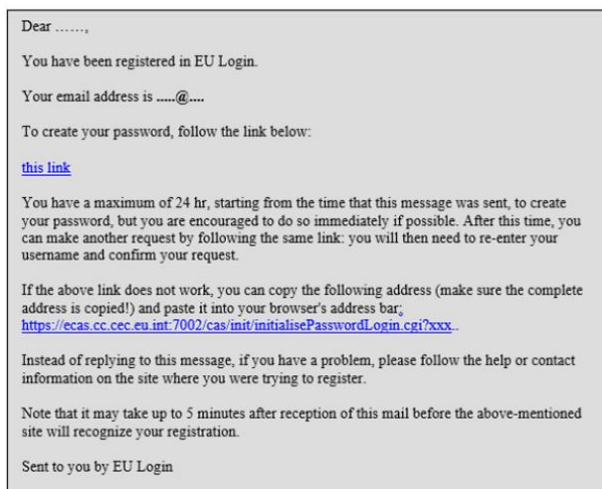 Dear ……,
You have been registered in EU Login.
Your email address is .....@....
To create your password, follow the link below:
this link
You have a maximum of 24 hr, starting from the time that this message was sent, to create
your password, but you are encouraged to do so immediately if possible. After this time, you
can make another request by following the same link: you will then need to re-enter your
username and confirm your request.
If the above link does not work, you can copy the following address (make sure the complete
address is copied!) and paste it into your browser's address bar:
https://ecas.cc.cec.eu.int:7002/cas/init/initialisePasswordLogin.cgi?xxx..
Instead of replying to this message, if you have a problem, please follow the help or contact
information on the site where you were trying to register.
Note that it may take up to 5 minutes after reception of this mail before the above-mentioned
site will recognize your registration.
Sent to you by EU Login